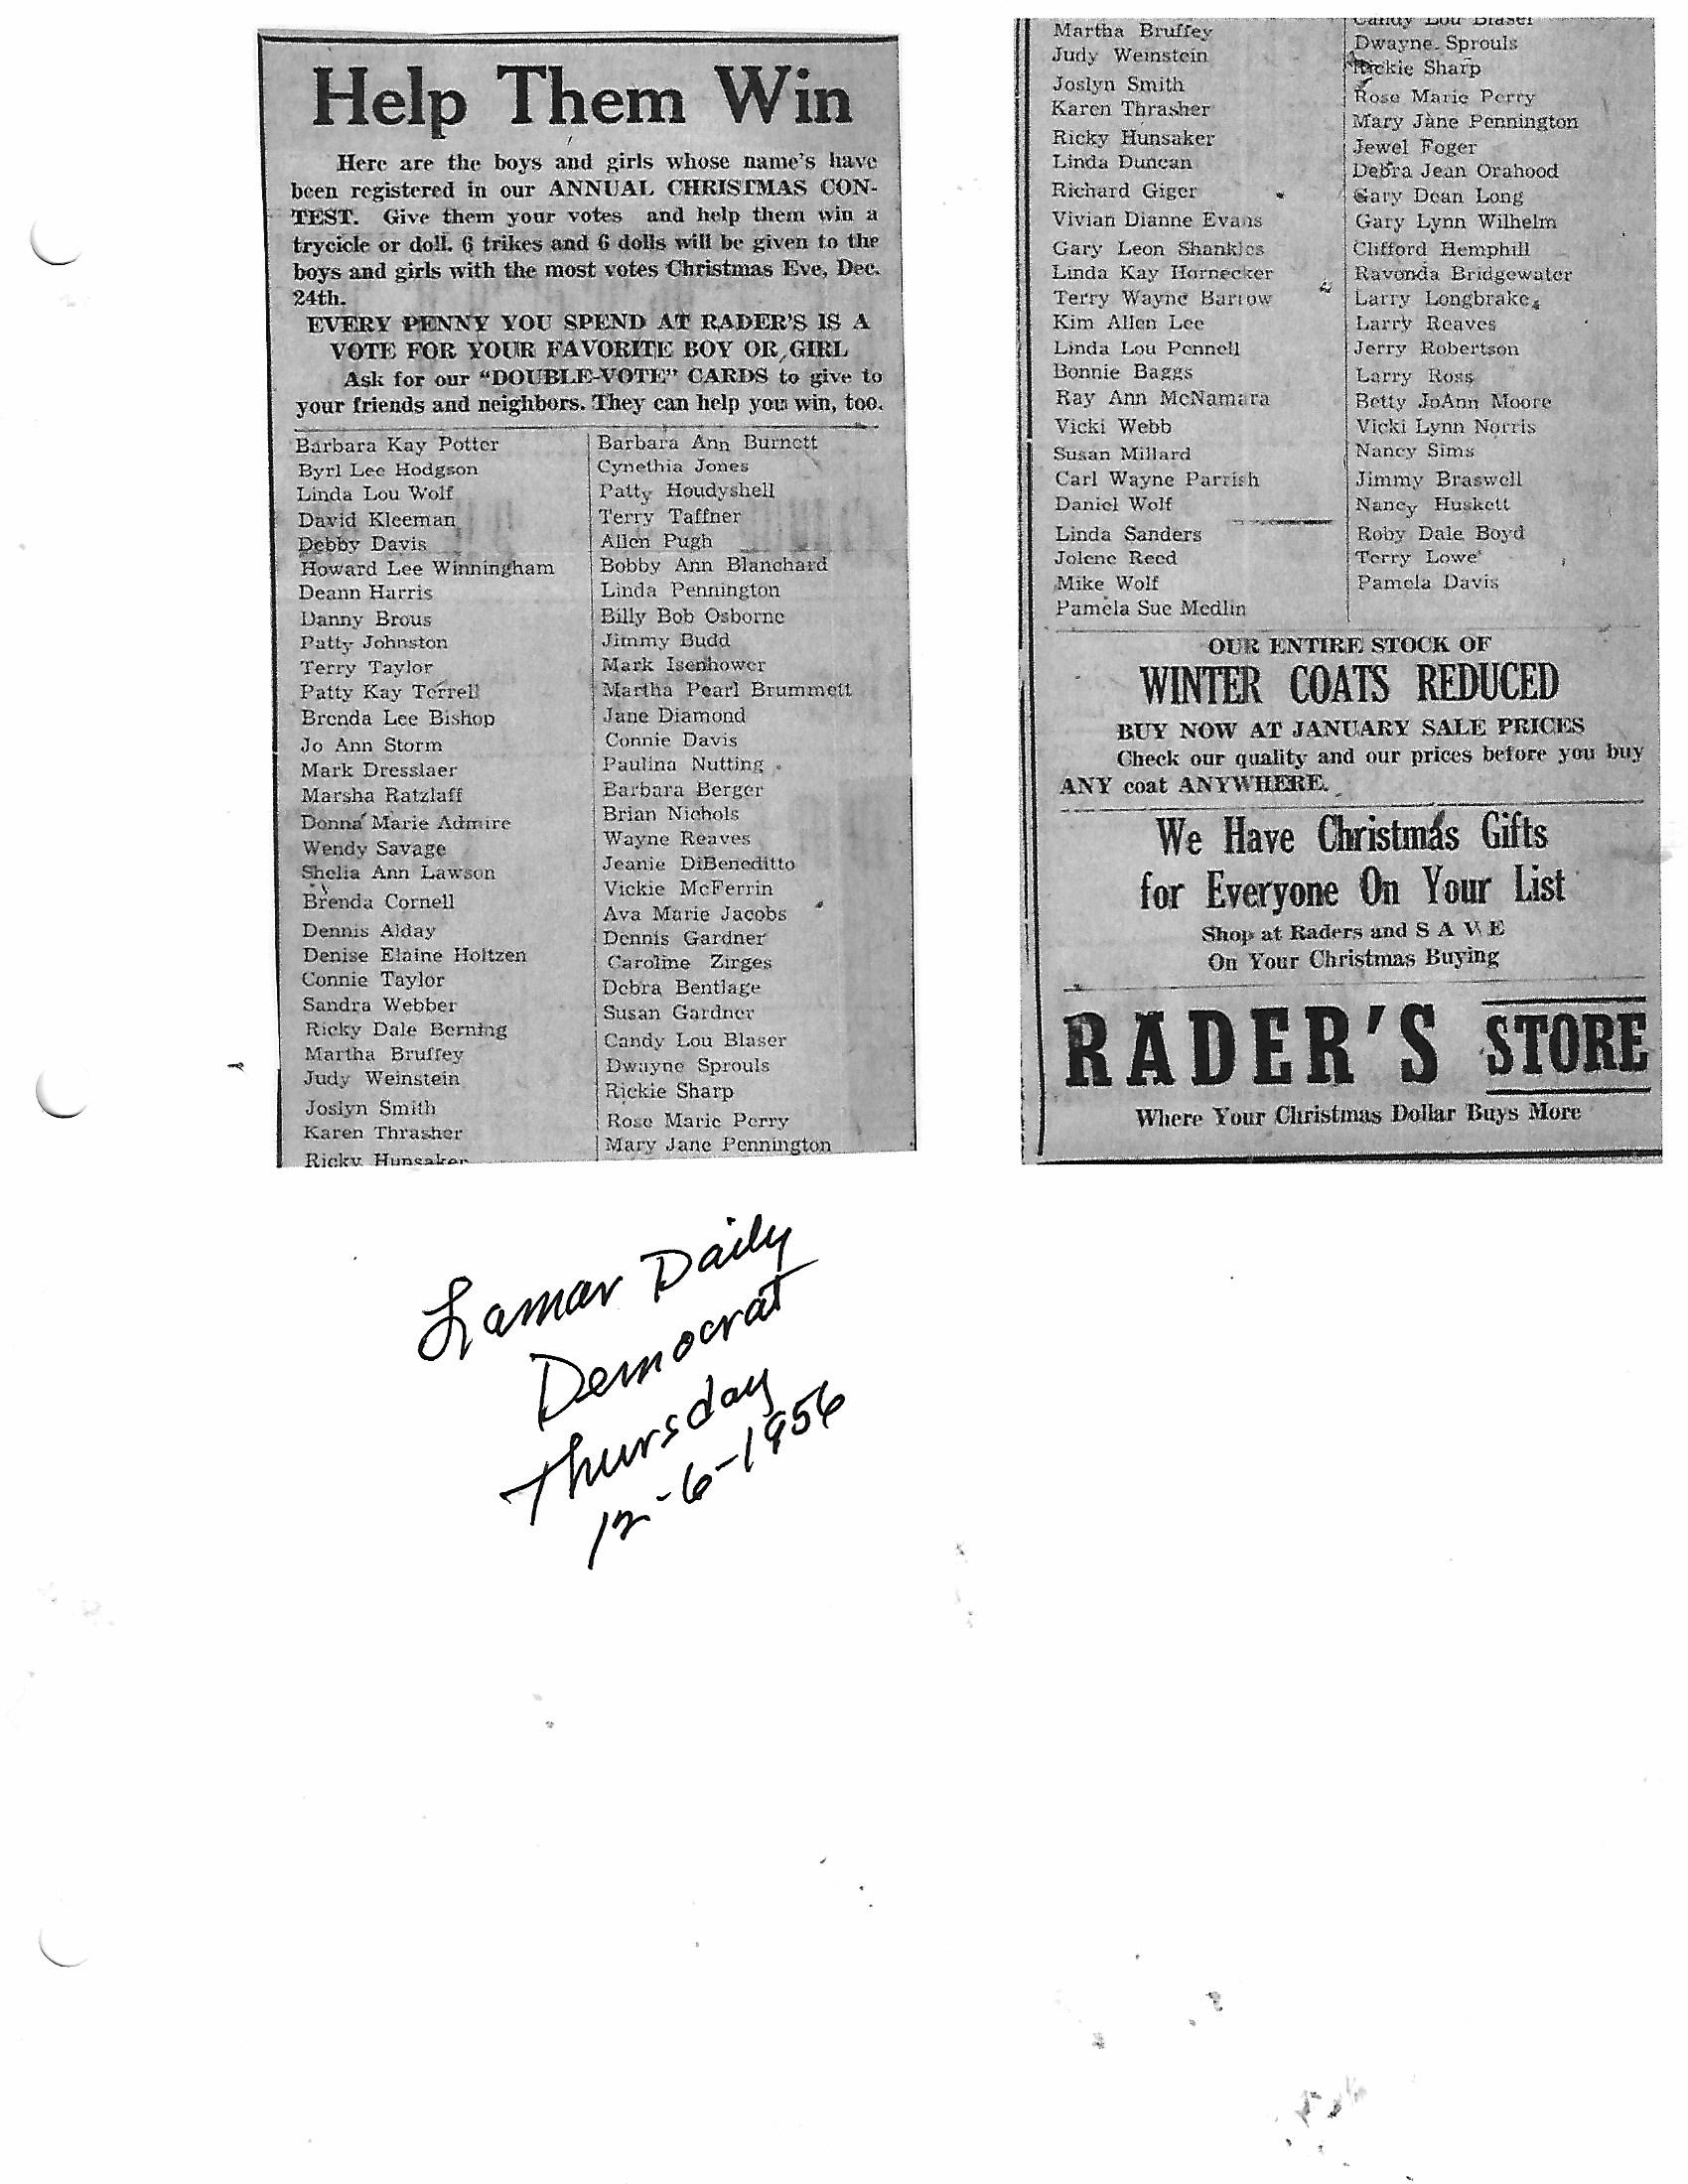 Help Them Win
Here are the boys and girls whose name's have
been registered in our ANNUAL CHRISTMAS CON-
TEST. Give them your votes and help them win a
trycicle or doll. 6 trikes and 6 dolls will be given to the
boys and girls with the most votes Christmas Eve, Dec.
24th.
EVERY PENNY YOU SPEND AT RADER'S IS A
VOTE FOR YOUR FAVORITE BOY OR GIRL
Ask for our "DOUBLE-VOTE" CARDS to give to
your friends and neighbors. They can help you win, too.
Barbara Kay Potter
Byrl Lee Hodgson
Linda Lou Wolf
David Kleeman
Debby Davis
Howard Lee Winningham
Deann Harris
Danny Brous
Patty Johnston
Terry Taylor
Patty Kay Terrell
Brenda Lee Bishop
Jo Ann Storm
Mark Dresslaer
Marsha Ratzlaff
Donna Marie Admire
Wendy Savage
Shelia Ann Lawson
Brenda Cornell
Dennis Alday
Denise Elaine Holtzen
Connie Taylor
Sandra Webber
Ricky Dale Berning
Martha Bruffey
Judy Weinstein
Joslyn Smith
Karen Thrasher
Ricky Hunsaker
Barbara Ann Burnett
Cynethia Jones
Patty Houdyshell
Terry Taffner
Allen Pugh
Bobby Ann Blanchard
Linda Pennington
Billy Bob Osborne
Jimmy Budd
Mark Isenhower
Martha Pearl Brummett
Jane Diamond
Connie Davis
Paulina Nutting
Barbara Berger
Brian Nichols
Wayne Reaves
Jeanie DiBeneditto
Vickie McFerrin
Ava Marie Jacobs
Dennis Gardner
Caroline Zirges
Debra Bentlage
Susan Gardner
Candy Lou Blaser
Dwayne Sprouls
Rickie Sharp
Rose Marie Perry
Mary Jane Pennington
Martha Bruffey
Judy Weinstein
Joslyn Smith
Karen Thrasher
Ricky Hunsaker
Linda Duncan
Richard Giger
Vivian Dianne Evans
Gary Leon Shankles
Linda Kay Hornecker
Terry Wayne Barrow
Kim Allen Lee
Linda Lou Pennell
Bonnie Baggs
Ray Ann McNamara
Vicki Webb
Susan Millard
Carl Wayne Parrish
Daniel Wolf
Linda Sanders
Jolene Reed
Mike Wolf
Pamela Sue Medlin
Candy Lou Blaser
Dwayne Sprouls
Rickie Sharp
Rose Marie Perry
Mary Jane Pennington
Jewel Foger
Debra Jean Orahood
Gary Dean Long
Gary Lynn Wilhelm
Clifford Hemphill
Ravonda Bridgewater
Larry Longbrake
Larry Reaves
Jerry Robertson
Larry Ross
Betty JoAnn Moore
Vicki Lynn Norris
Nancy Sims
Jimmy Braswell
Nancy Huskett
Roby Dale Boyd
Terry Lowe
Pamela Davis
OUR ENTIRE STOCK OF
WINTER COATS REDUCED
BUY NOW AT JANUARY SALE PRICES
Check our quality and our prices before you buy
ANY coat ANYWHERE.
We Have Christmas Gifts
for Everyone On Your List
Shop at Raders and S A V E
On Your Christmas Buying
RADER'S STORE
Where Your Christmas Dollar Buys More
Lamar Daily
Democrat
Thursday
12-6-1956